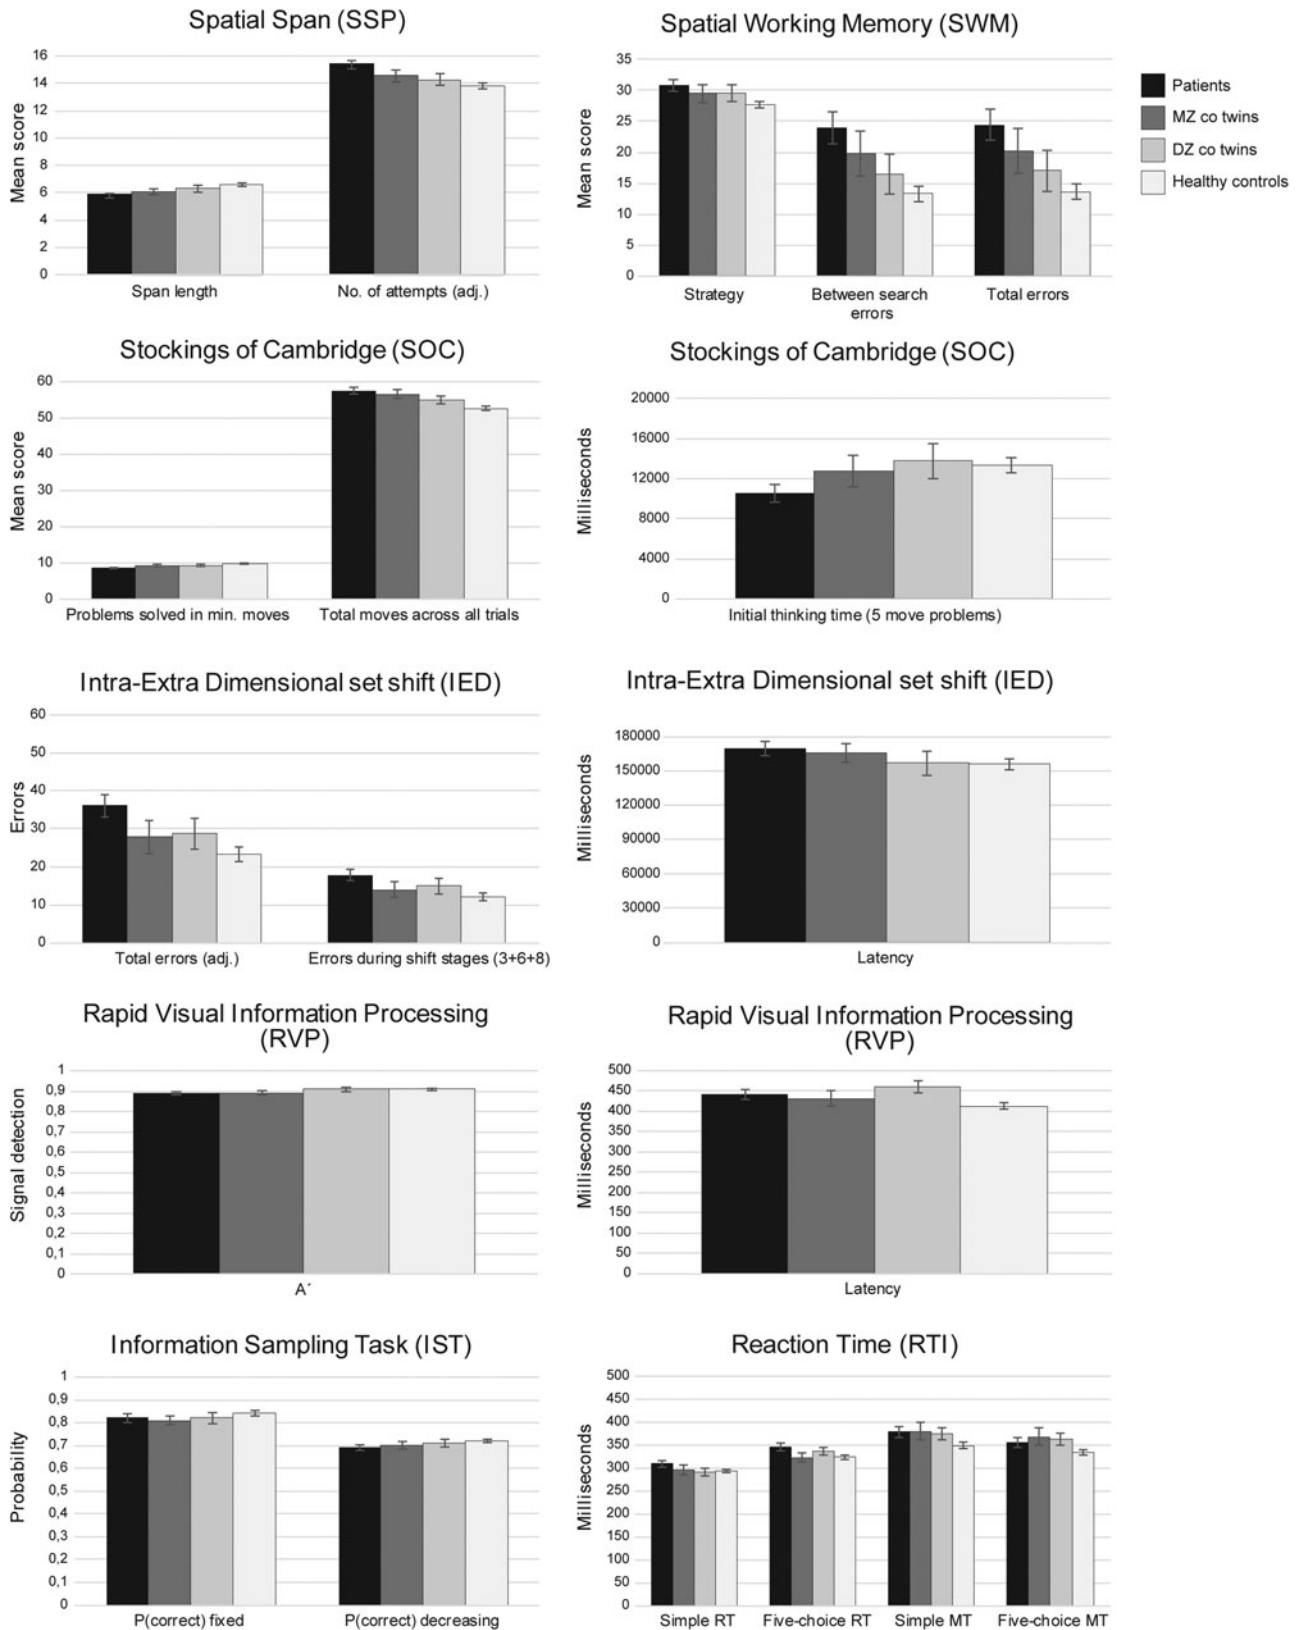 Spatial Span (SSP)
Mean score
16
14
12
10
8
6
4
2
0
Span length
No. of attempts (adj.)
Spatial Working Memory (SWM)
Mean score
35
30
25
20
15
10
5
0
Strategy
Between search
errors
Total errors
Patients
MZ co twins
DZ co twins
Healthy controls
Stockings of Cambridge (SOC)
Mean score
60
50
40
30
20
10
0
Problems solved in min. moves
Total moves across all trials
Stockings of Cambridge (SOC)
Milliseconds
20000
16000
12000
8000
4000
0
Initial thinking time (5 move problems)
Intra-Extra Dimensional set shift (IED)
Errors
60
50
40
30
20
10
0
Total errors (adj.)
Errors during shift stages (3+6+8)
Intra-Extra Dimensional set shift (IED)
Milliseconds
180000
150000
120000
90000
60000
30000
0
Latency
Rapid Visual Information Processing
(RVP)
Signal detection
1
0,9
0,8
0,7
0,6
0,5
0,4
0,3
0,2
0,1
0
A´
Rapid Visual Information Processing
(RVP)
Milliseconds
500
450
400
350
300
250
200
150
100
50
0
Latency
Information Sampling Task (IST)
Probability
1
0,9
0,8
0,7
0,6
0,5
0,4
0,3
0,2
0,1
0
P(correct) fixed
P(correct) decreasing
Reaction Time (RTI)
Milliseconds
500
450
400
350
300
250
200
150
100
50
0
Simple RT
Five-choice RT
Simple MT
Five-choice MT